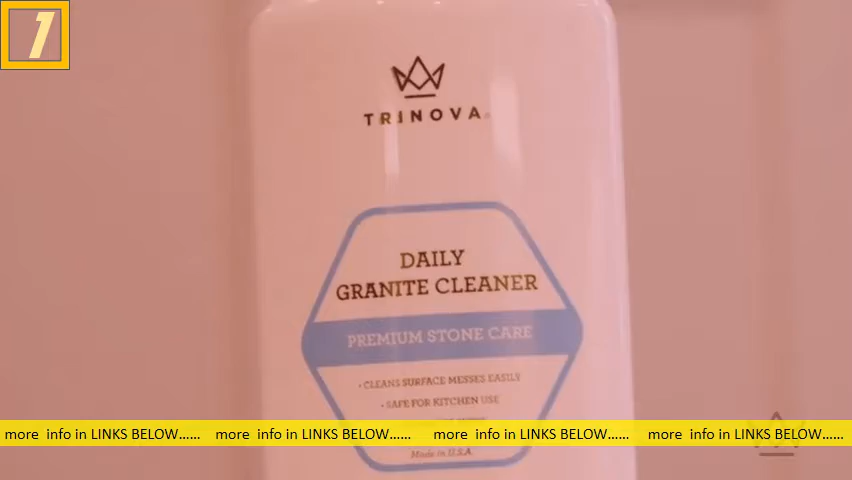 1
TRINOVA
DAILY
GRANITE CLEANER
PREMIUM STONE CARE
• CLEANS SURFACE MESSES EASILY
• SAFE FOR KITCHEN USE
more info in LINKS BELOW...... more info in LINKS BELOW...... more info in LINKS BELOW...... more info in LINKS BELOW......
Made in U.S.A.